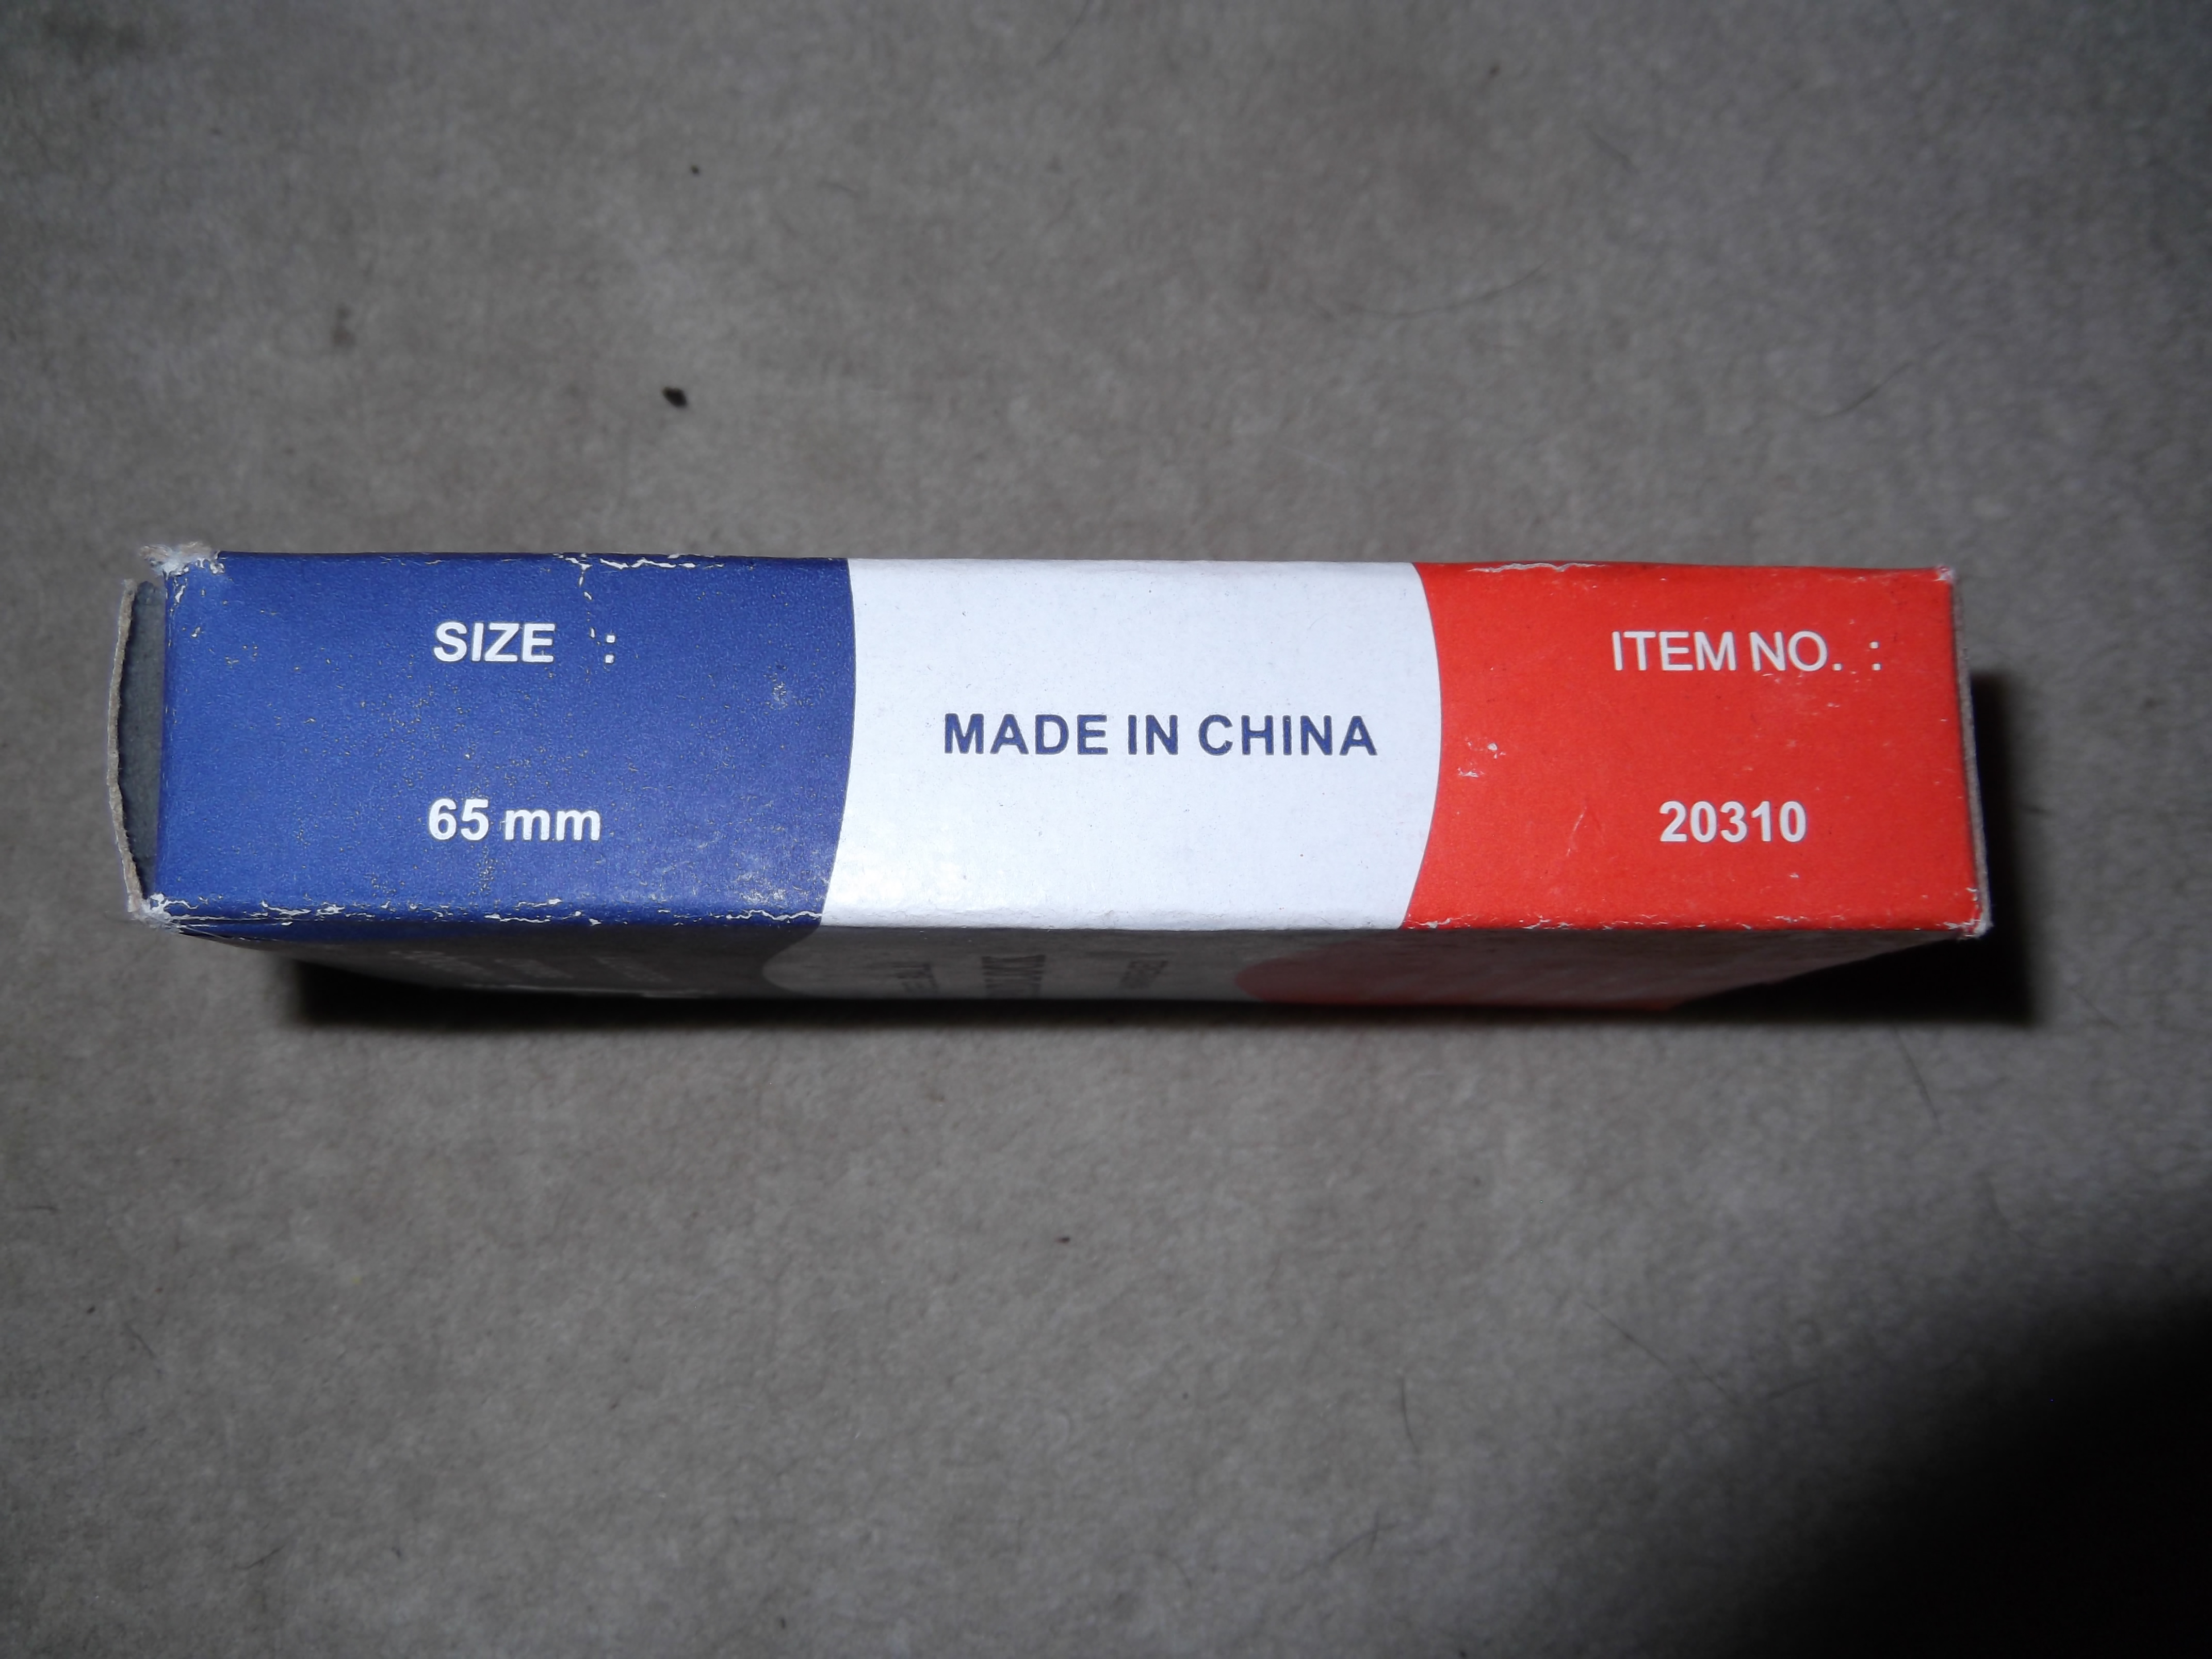 SIZE :
65 mm
MADE IN CHINA
ITEM NO. :
20310